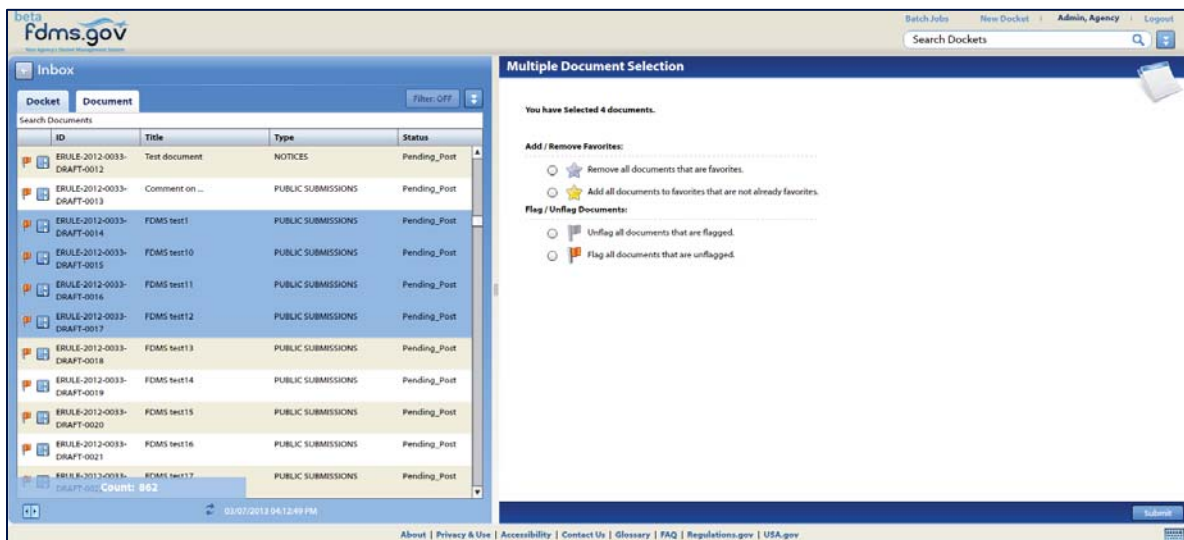 beta
fdms.gov
Your Agency's Docket Management System
Batch Jobs New Docket Admin, Agency Logout
Search Dockets
Inbox
Docket Document Filter: OFF
Search Documents
ID Title Type Status
ERULE-2012-0033- Test document NOTICES Pending_Post
DRAFT-0012
ERULE-2012-0033- Comment on ... PUBLIC SUBMISSIONS Pending_Post
DRAFT-0013
ERULE-2012-0033- FDMS test1 PUBLIC SUBMISSIONS Pending_Post
DRAFT-0014
ERULE-2012-0033- FDMS test10 PUBLIC SUBMISSIONS Pending_Post
DRAFT-0015
ERULE-2012-0033- FDMS test11 PUBLIC SUBMISSIONS Pending_Post
DRAFT-0016
ERULE-2012-0033- FDMS test12 PUBLIC SUBMISSIONS Pending_Post
DRAFT-0017
ERULE-2012-0033- FDMS test13 PUBLIC SUBMISSIONS Pending_Post
DRAFT-0018
ERULE-2012-0033- FDMS test14 PUBLIC SUBMISSIONS Pending_Post
DRAFT-0019
ERULE-2012-0033- FDMS test15 PUBLIC SUBMISSIONS Pending_Post
DRAFT-0020
ERULE-2012-0033- FDMS test16 PUBLIC SUBMISSIONS Pending_Post
DRAFT-0021
ERULE-2012-0033- FDMS test17 PUBLIC SUBMISSIONS Pending_Post
Count: 862
03/07/2013 04:12:49 PM
Multiple Document Selection
You have Selected 4 documents.
Add / Remove Favorites:
Remove all documents that are favorites.
Add all documents to favorites that are not already favorites.
Flag / Unflag Documents:
Unflag all documents that are flagged.
Flag all documents that are unflagged.
Submit
About | Privacy & Use | Accessibility | Contact Us | Glossary | FAQ | Regulations.gov | USA.gov